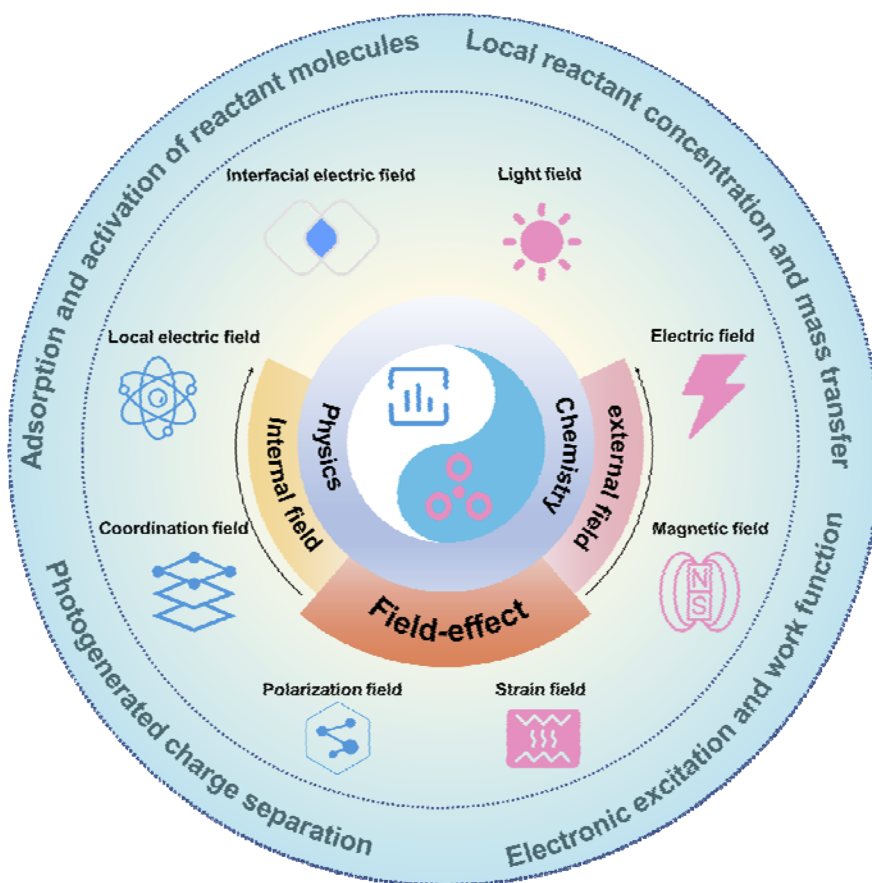 Adsorption and activation of reactant molecules
Local reactant concentration and mass transfer
Interfacial electric field
Light field
Local electric field
Electric field
Physics
Chemistry
Internal field
external field
Coordination field
Magnetic field
N
S
Field-effect
Polarization field
Strain field
Photogenerated charge separation
Electronic excitation and work function